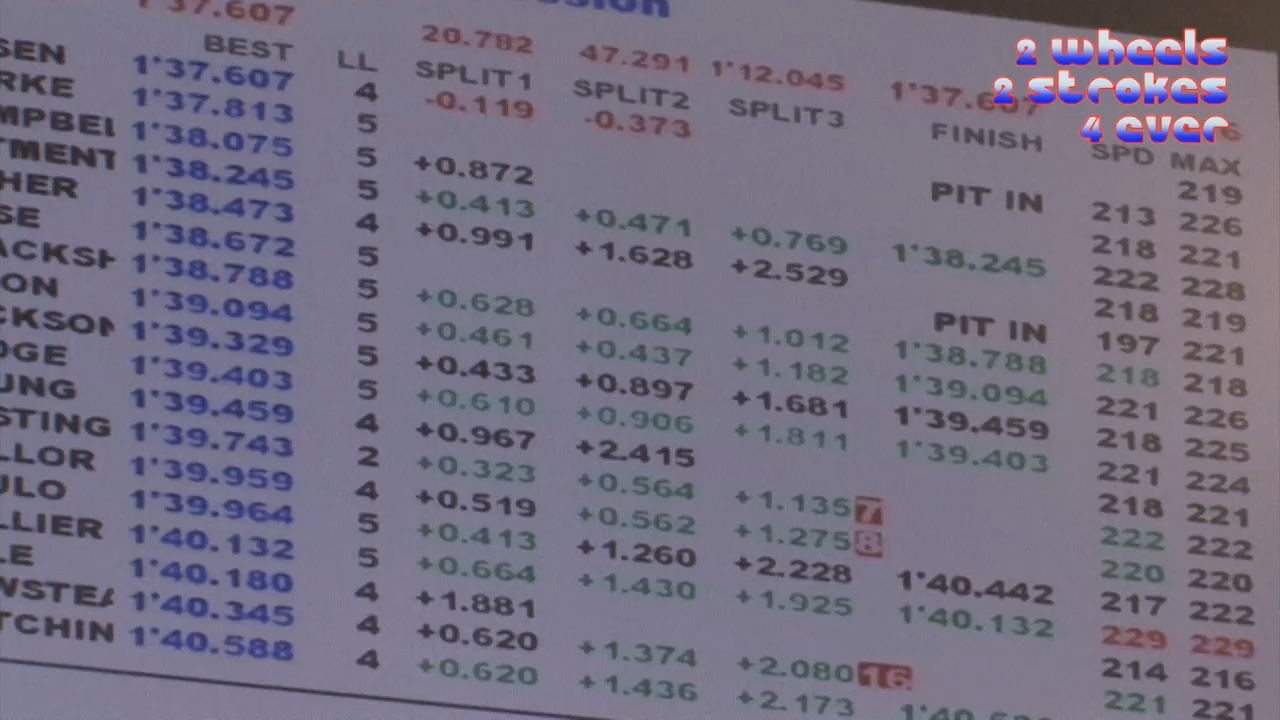 1'37.607 20.782 47.291 1'12.045 1'37.607
BEST LL SPLIT1 SPLIT2 SPLIT3 FINISH SPD MAX
SEN 1'37.607 4 -0.119 -0.373 219
RKE 1'37.813 5 PIT IN 213 226
MPBEL 1'38.075 5 +0.872 218 221
TMENT 1'38.245 5 +0.413 +0.471 +0.769 1'38.245 222 228
HER 1'38.473 4 +0.991 +1.628 +2.529 218 219
SE 1'38.672 5 PIT IN 197 221
ACKSH 1'38.788 5 +0.628 +0.664 +1.012 1'38.788 218 218
ON 1'39.094 5 +0.461 +0.437 +1.182 1'39.094 221 226
CKSON 1'39.329 5 +0.433 +0.897 +1.681 1'39.459 218 225
DGE 1'39.403 5 +0.610 +0.906 +1.811 1'39.403 221 224
UNG 1'39.459 4 +0.967 +2.415 218 221
STING 1'39.743 2 +0.323 +0.564 +1.135 7 222 222
LLOR 1'39.959 4 +0.519 +0.562 +1.275 8 220 220
ULO 1'39.964 5 +0.413 +1.260 +2.228 1'40.442 217 222
LLIER 1'40.132 5 +0.664 +1.430 +1.925 1'40.132 229 229
LE 1'40.180 4 +1.881 214 216
WSTEA 1'40.345 4 +0.620 +1.374 +2.080 16 221 221
TCHIN 1'40.588 4 +0.620 +1.436 +2.173
2 wheels
2 strokes
4 ever